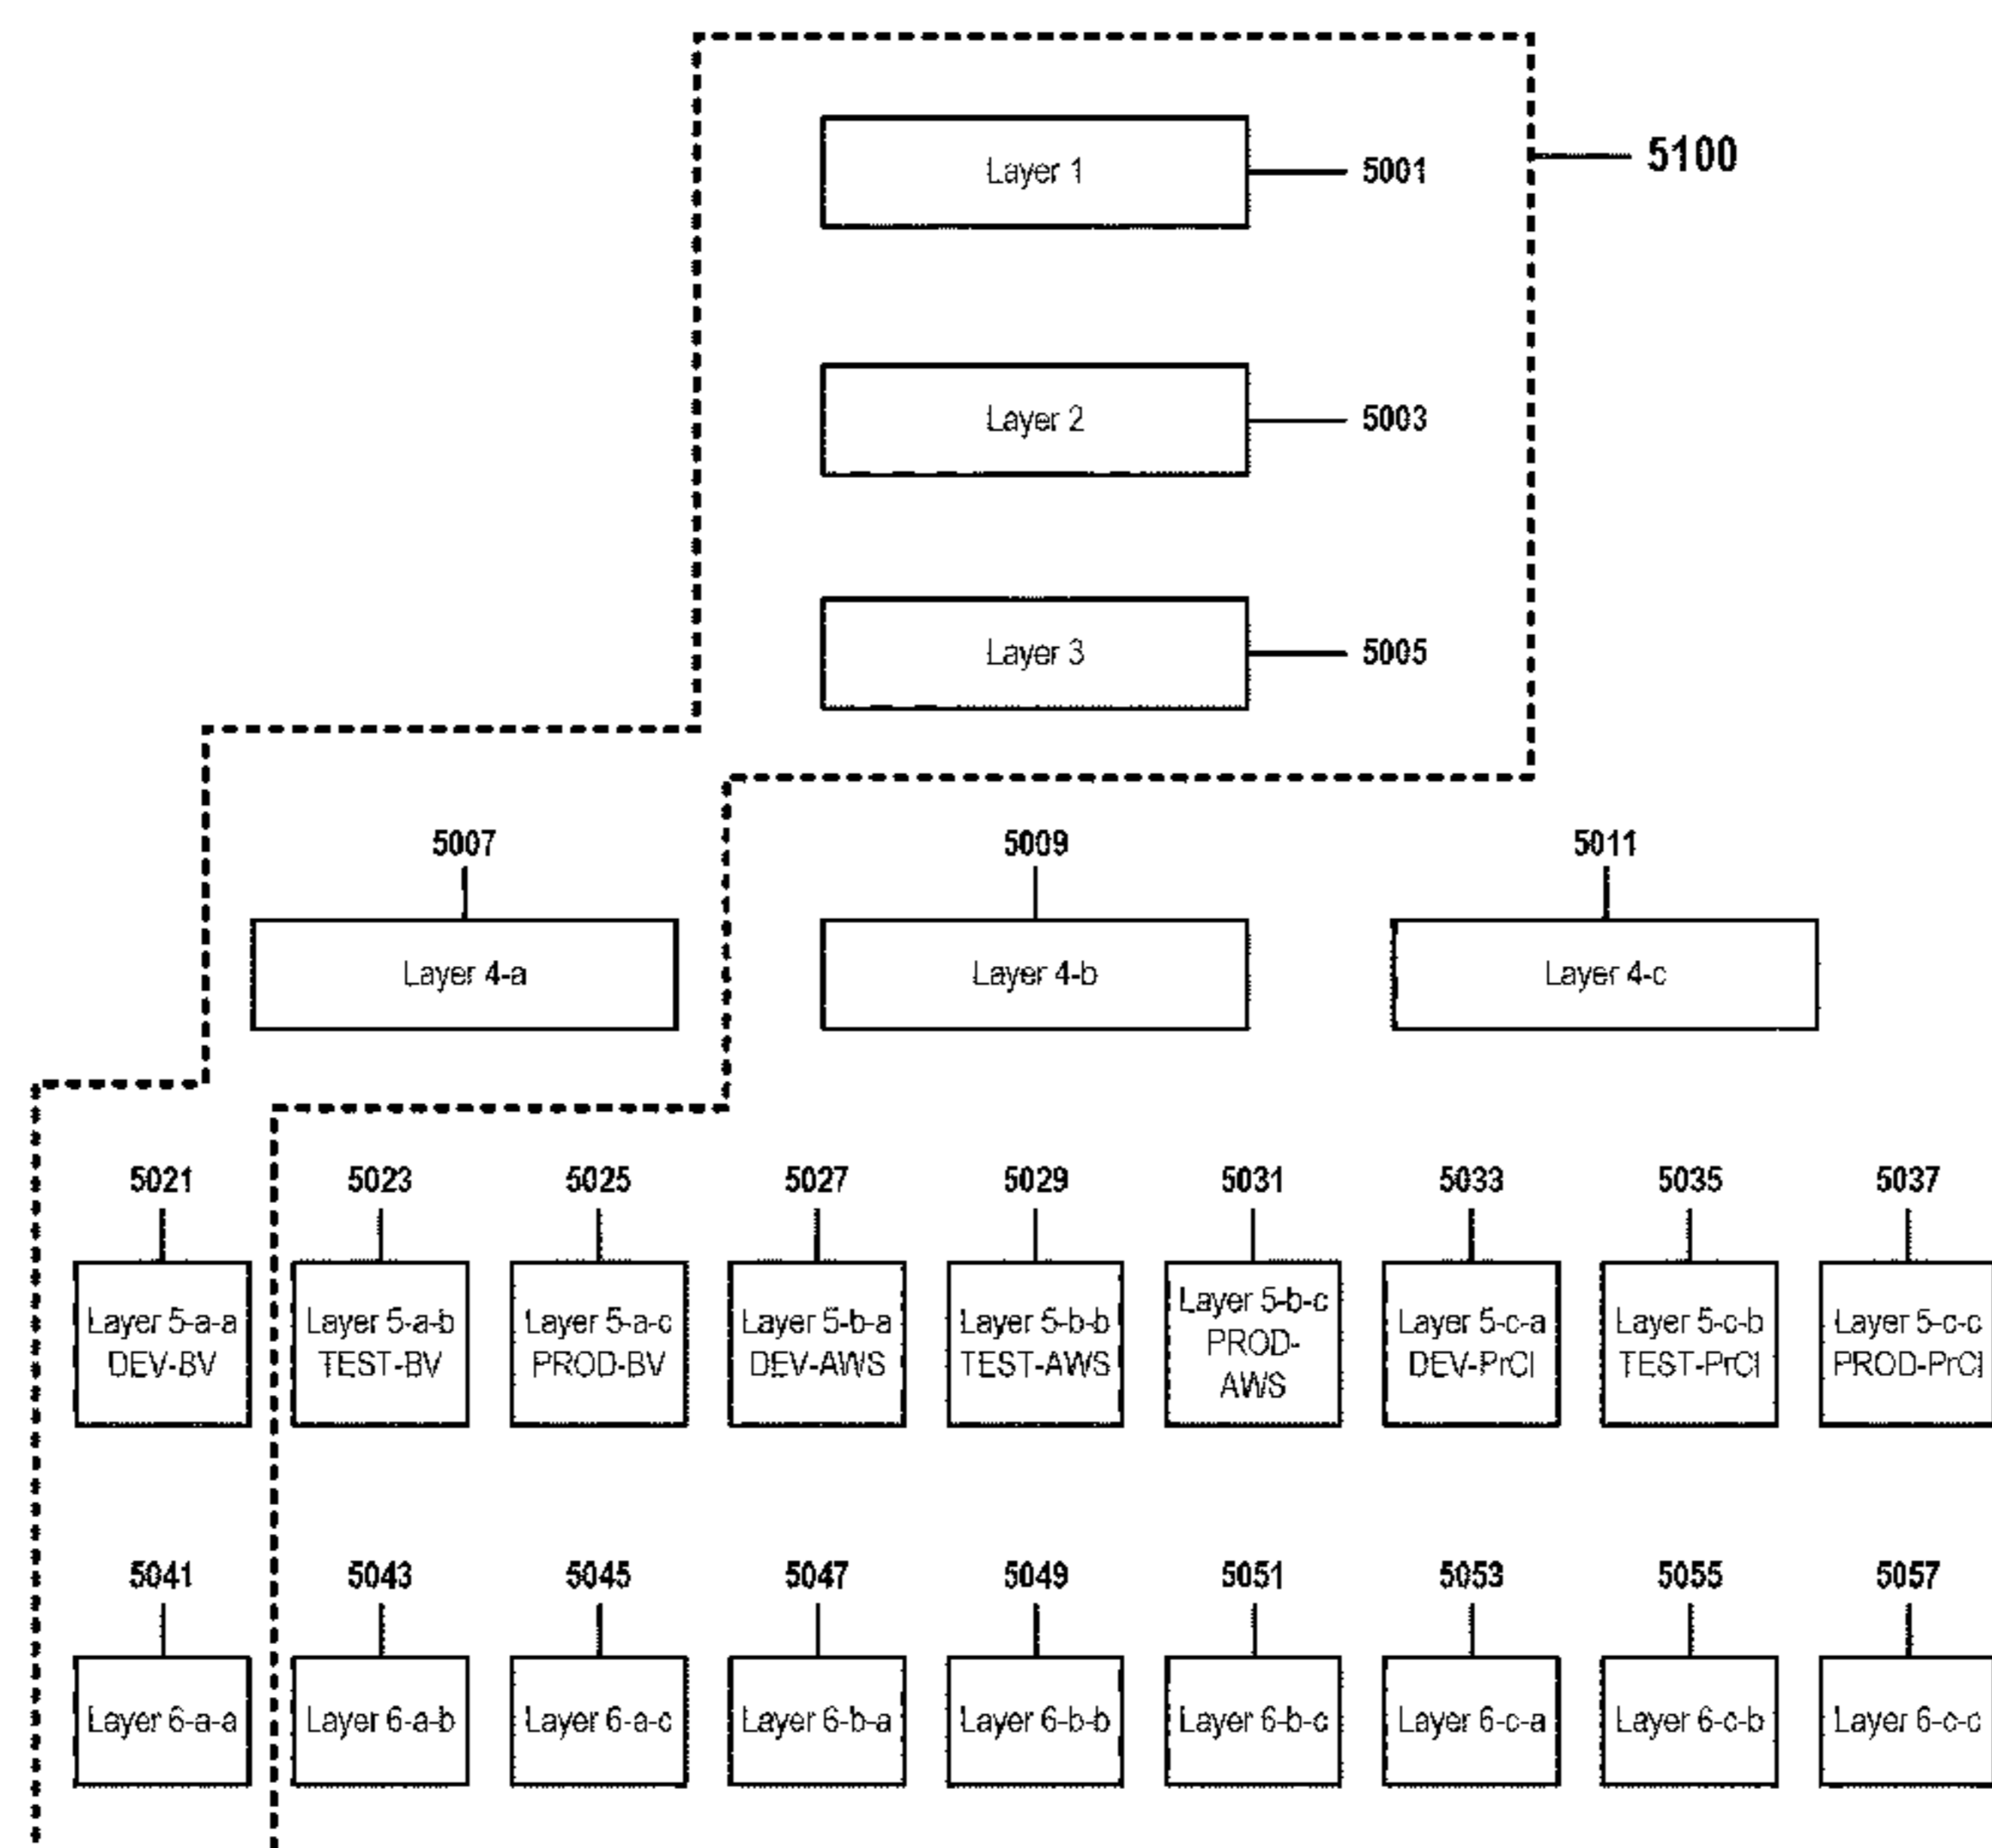 Layer 1
5001
5100
Layer 2
5003
Layer 3
5005
5007
5009
5011
Layer 4-a
Layer 4-b
Layer 4-c
5021
5023
5025
5027
5029
5031
5033
5035
5037
Layer 5-a-a
DEV-BV
Layer 5-a-b
TEST-BV
Layer 5-a-c
PROD-BV
Layer 5-b-a
DEV-AWS
Layer 5-b-b
TEST-AWS
Layer 5-b-c
PROD-
AWS
Layer 5-c-a
DEV-PrCl
Layer 5-c-b
TEST-PrCl
Layer 5-c-c
PROD-PrCl
5041
5043
5045
5047
5049
5051
5053
5055
5057
Layer 6-a-a
Layer 6-a-b
Layer 6-a-c
Layer 6-b-a
Layer 6-b-b
Layer 6-b-c
Layer 6-c-a
Layer 6-c-b
Layer 6-c-c